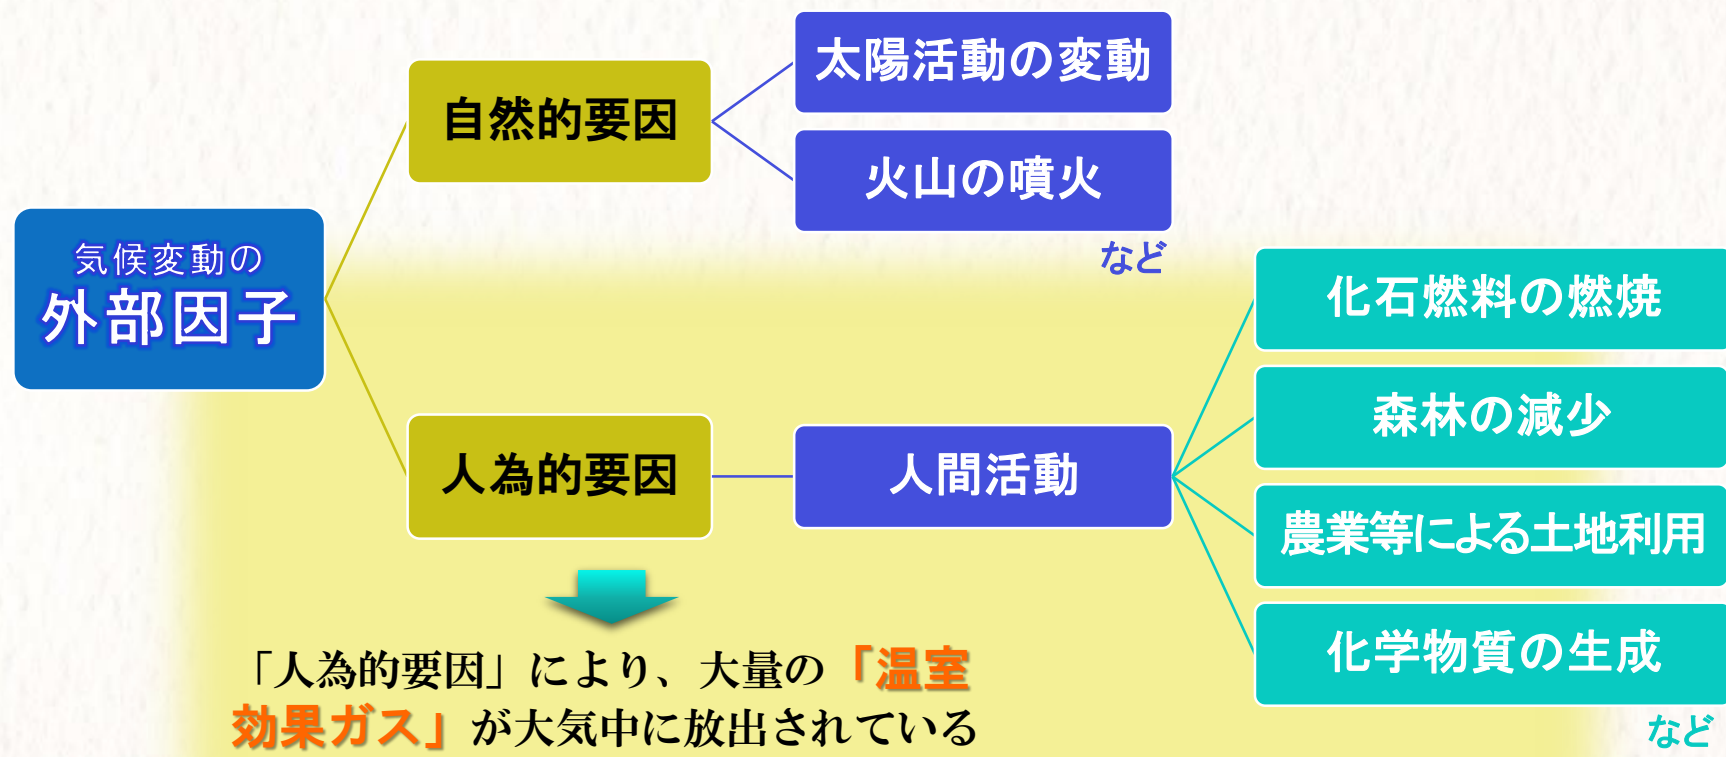 気候変動の
外部因子
自然的要因
太陽活動の変動
火山の噴火
など
人為的要因
人間活動
化石燃料の燃焼
森林の減少
農業等による土地利用
化学物質の生成
など
「人為的要因」により、大量の「温室
効果ガス」が大気中に放出されている